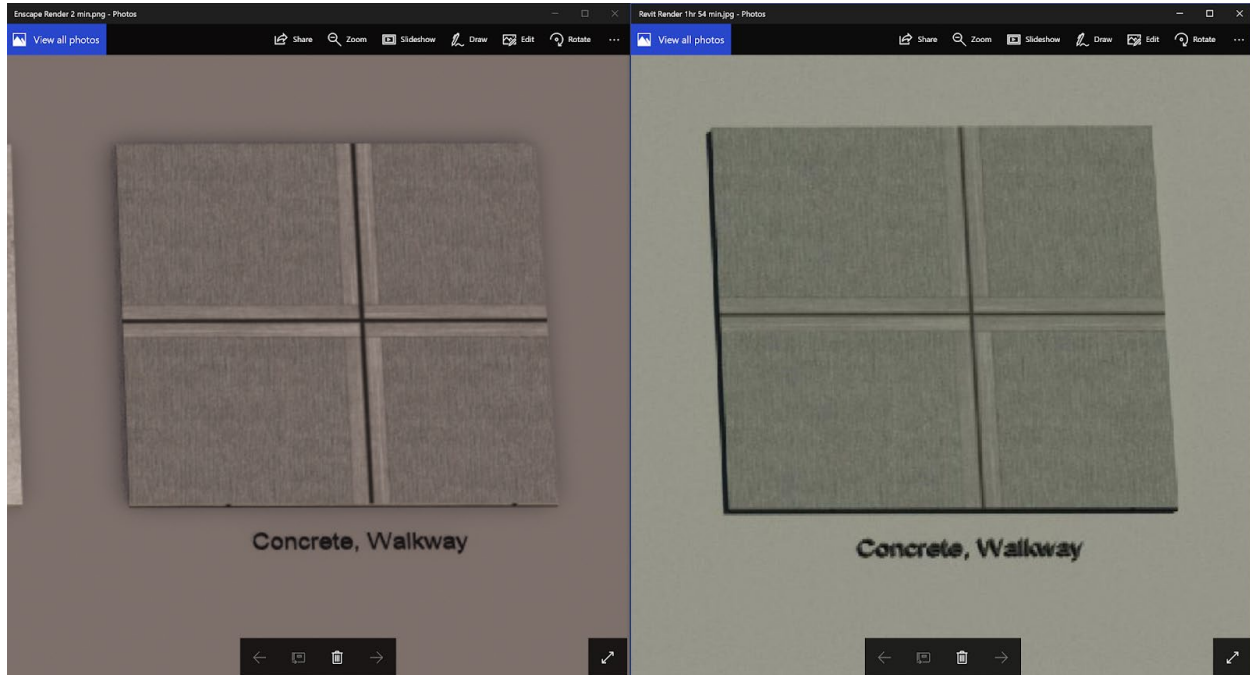 Enscape Render 2 min.png - Photos
View all photos
Share
Zoom
Slideshow
Draw
Edit
Rotate
Concrete, Walkway
Revit Render 1hr 54 min.jpg - Photos
View all photos
Share
Zoom
Slideshow
Draw
Edit
Rotate
Concrete, Walkway